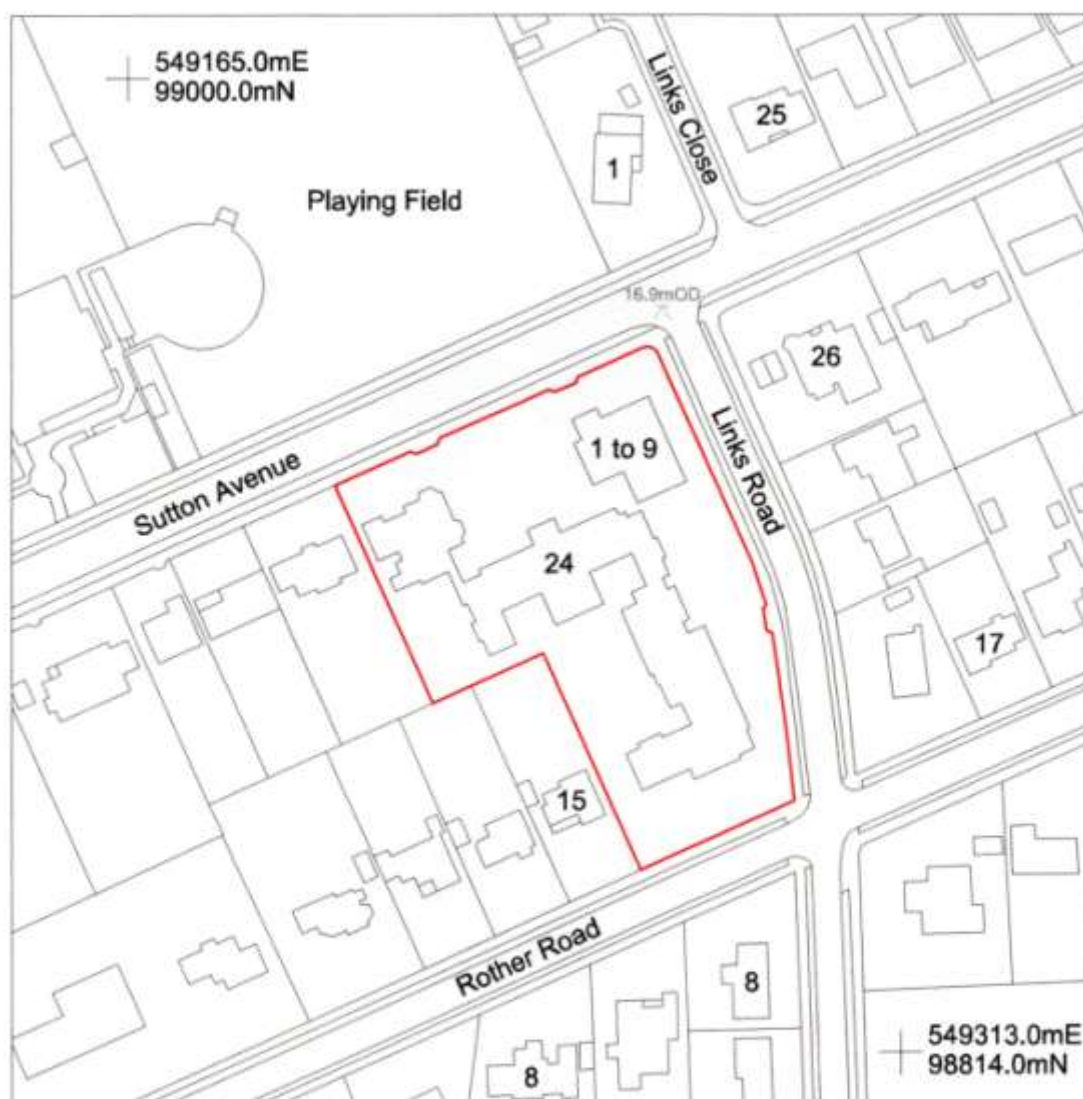 549165.0mE
99000.0mN
Links Close
25
1
Playing Field
16.9mOD
26
Links Road
1 to 9
Sutton Avenue
24
17
15
Rother Road
8
8
549313.0mE
98814.0mN